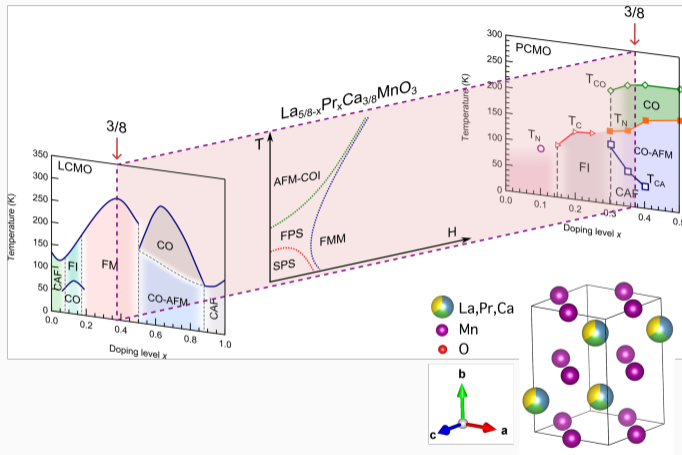 3/8
PCMO
Temperature (K)
300
250
200
150
100
50
0.0
T_CO
CO
T_N
T_C
T_N
CO-AFM
FI
CAF
T_CA
0.0
0.1
0.2
0.3
0.4
0.5
Doping level x
La5/8-xPrxCa3/8MnO3
T
AFM-COI
FPS
FMM
SPS
H
3/8
LCMO
Temperature (K)
350
300
250
200
150
100
50
0
CAFI
FI
CO
FM
CO
CO-AFM
CAF
0.0
0.2
0.4
0.6
0.8
1.0
Doping level x
La,Pr,Ca
Mn
O
b
c
a